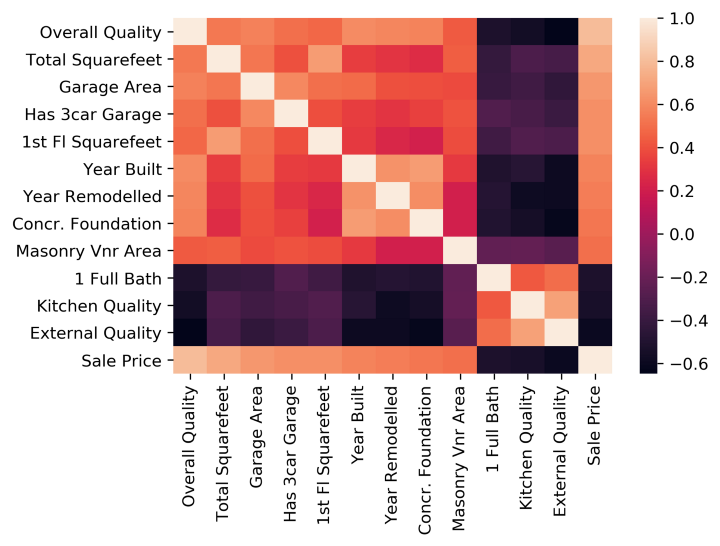 Overall Quality
Total Squarefeet
Garage Area
Has 3car Garage
1st Fl Squarefeet
Year Built
Year Remodelled
Concr. Foundation
Masonry Vnr Area
1 Full Bath
Kitchen Quality
External Quality
Sale Price
Overall Quality
Total Squarefeet
Garage Area
Has 3car Garage
1st Fl Squarefeet
Year Built
Year Remodelled
Concr. Foundation
Masonry Vnr Area
1 Full Bath
Kitchen Quality
External Quality
Sale Price
1.0
0.8
0.6
0.4
0.2
0.0
−0.2
−0.4
−0.6